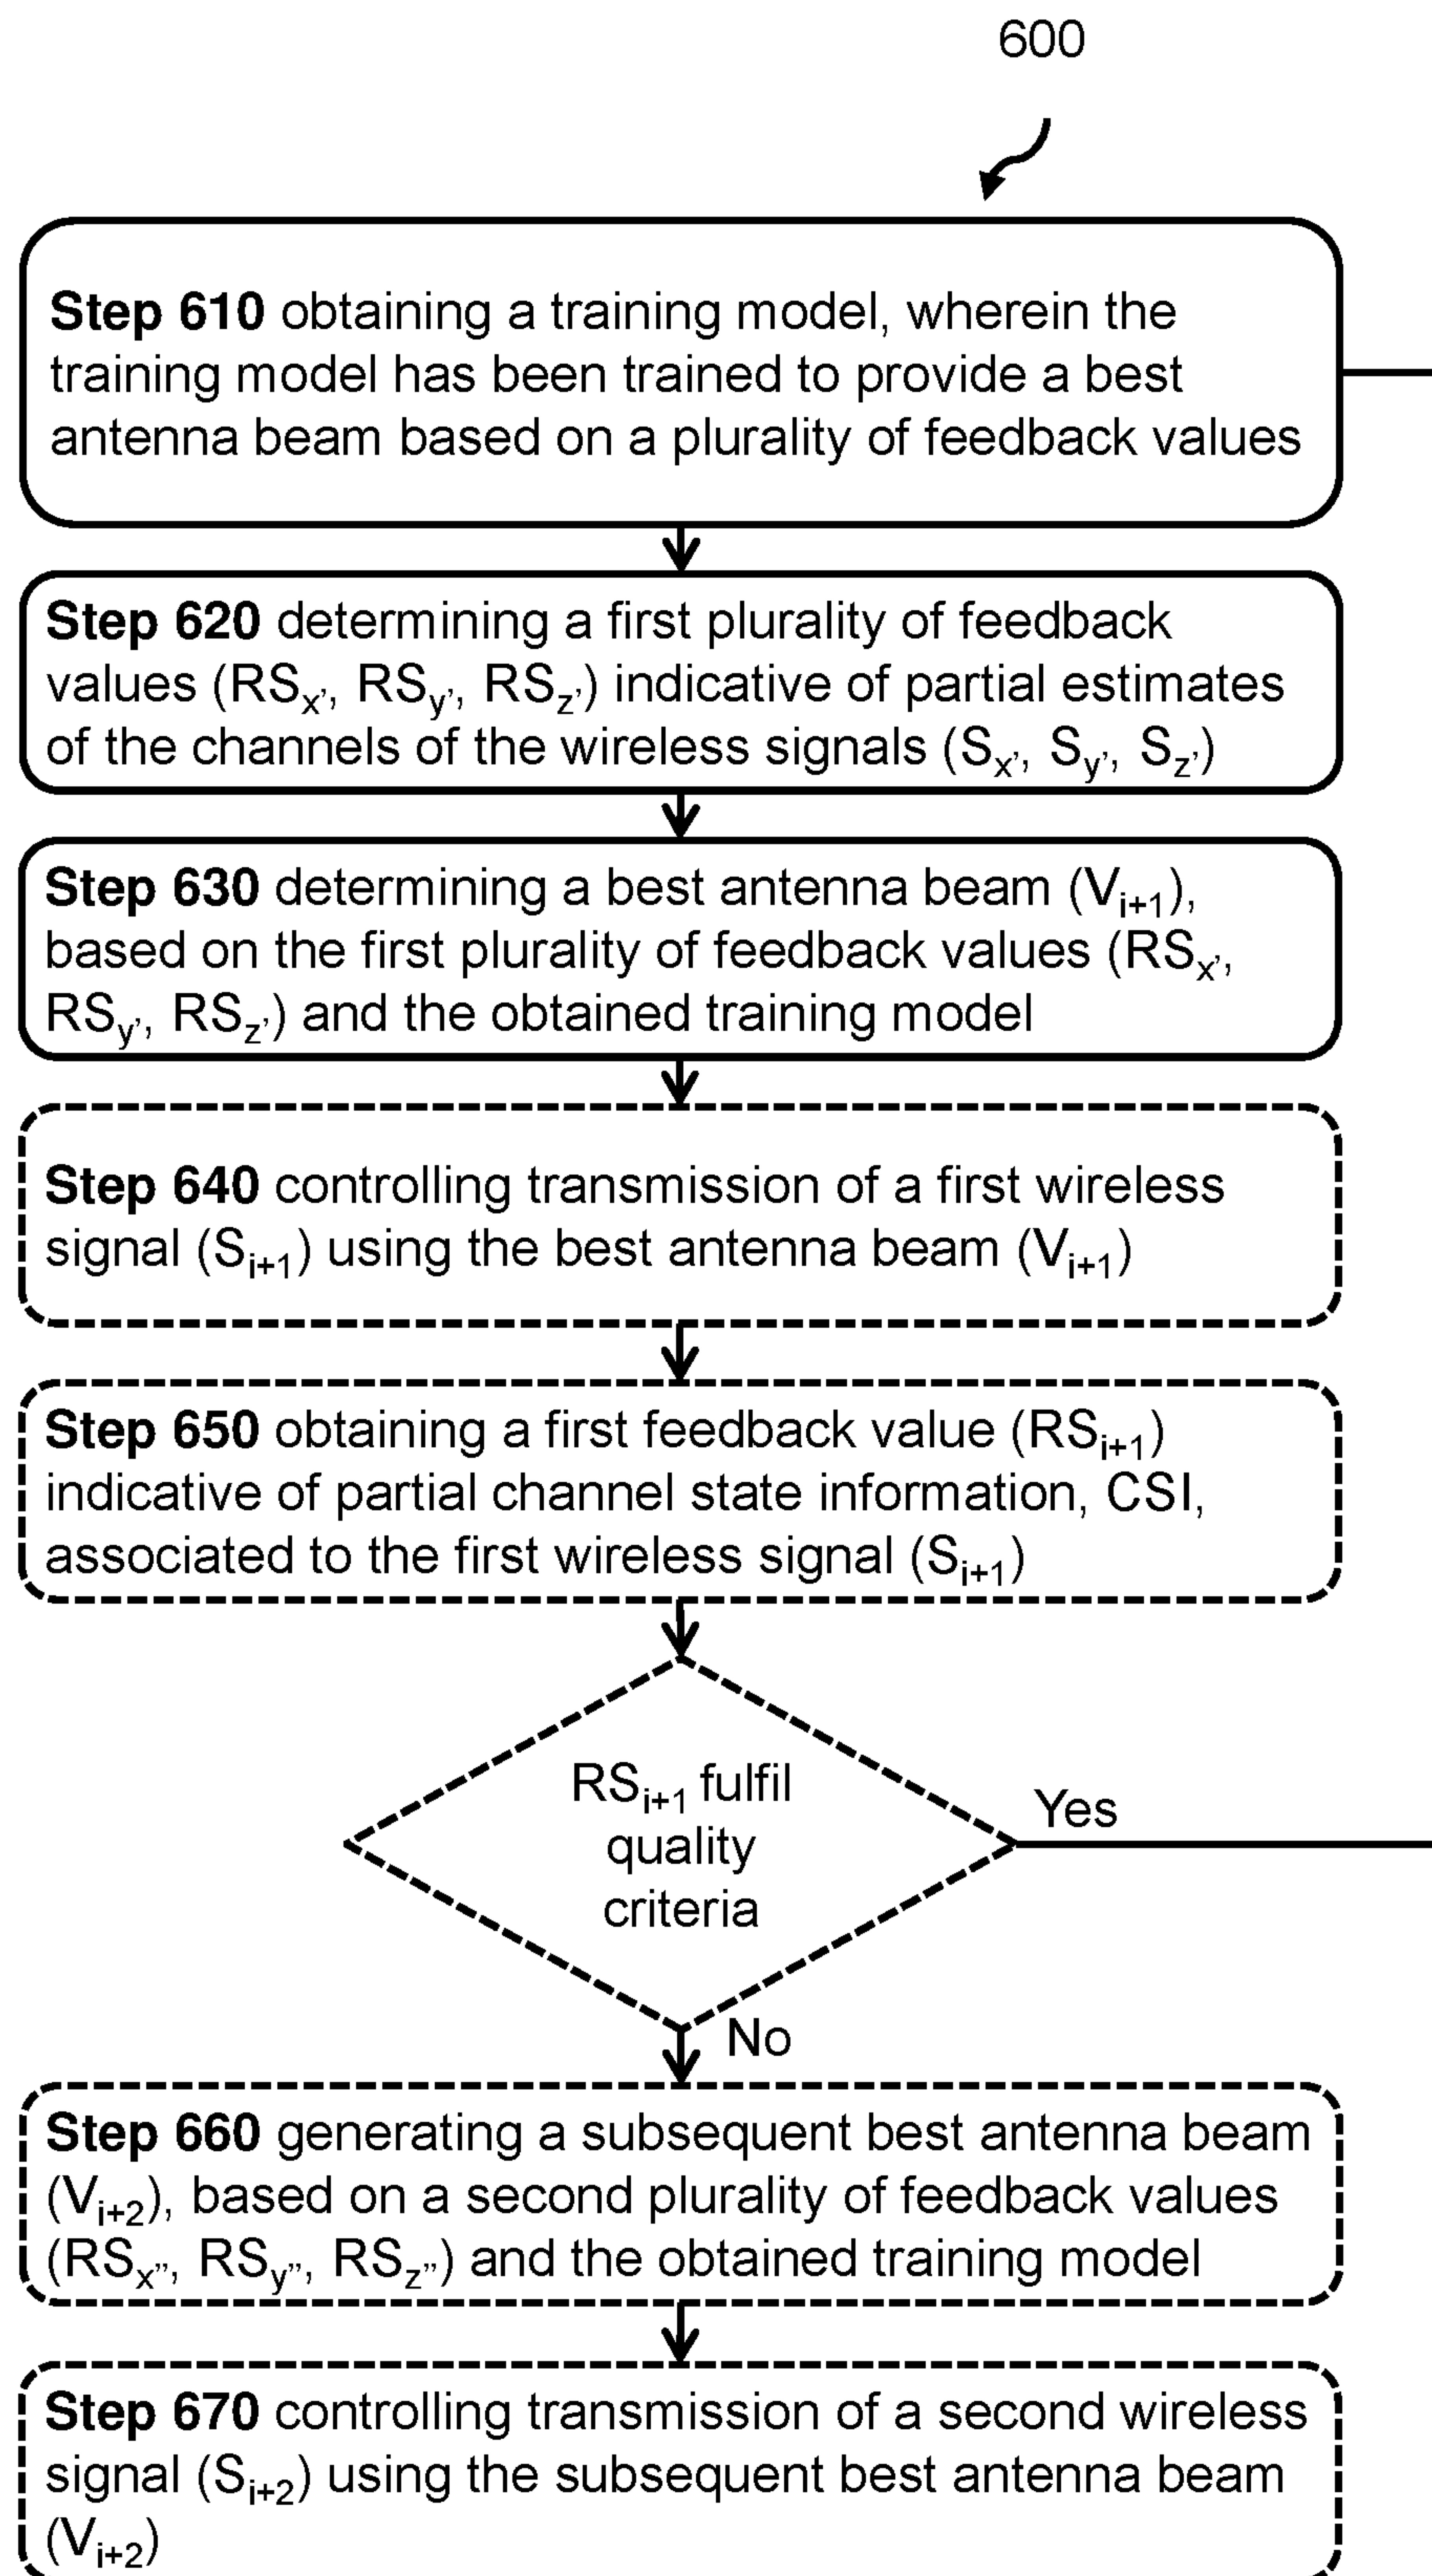 600
Step 610 obtaining a training model, wherein the
training model has been trained to provide a best
antenna beam based on a plurality of feedback values
Step 620 determining a first plurality of feedback
values (RSx’, RSy’, RSz’) indicative of partial estimates
of the channels of the wireless signals (Sx’, Sy’, Sz’)
Step 630 determining a best antenna beam (Vi+1),
based on the first plurality of feedback values (RSx’,
RSy’, RSz’) and the obtained training model
Step 640 controlling transmission of a first wireless
signal (Si+1) using the best antenna beam (Vi+1)
Step 650 obtaining a first feedback value (RSi+1)
indicative of partial channel state information, CSI,
associated to the first wireless signal (Si+1)
RSi+1 fulfil
quality
criteria
Yes
No
Step 660 generating a subsequent best antenna beam
(Vi+2), based on a second plurality of feedback values
(RSx”, RSy”, RSz”) and the obtained training model
Step 670 controlling transmission of a second wireless
signal (Si+2) using the subsequent best antenna beam
(Vi+2)